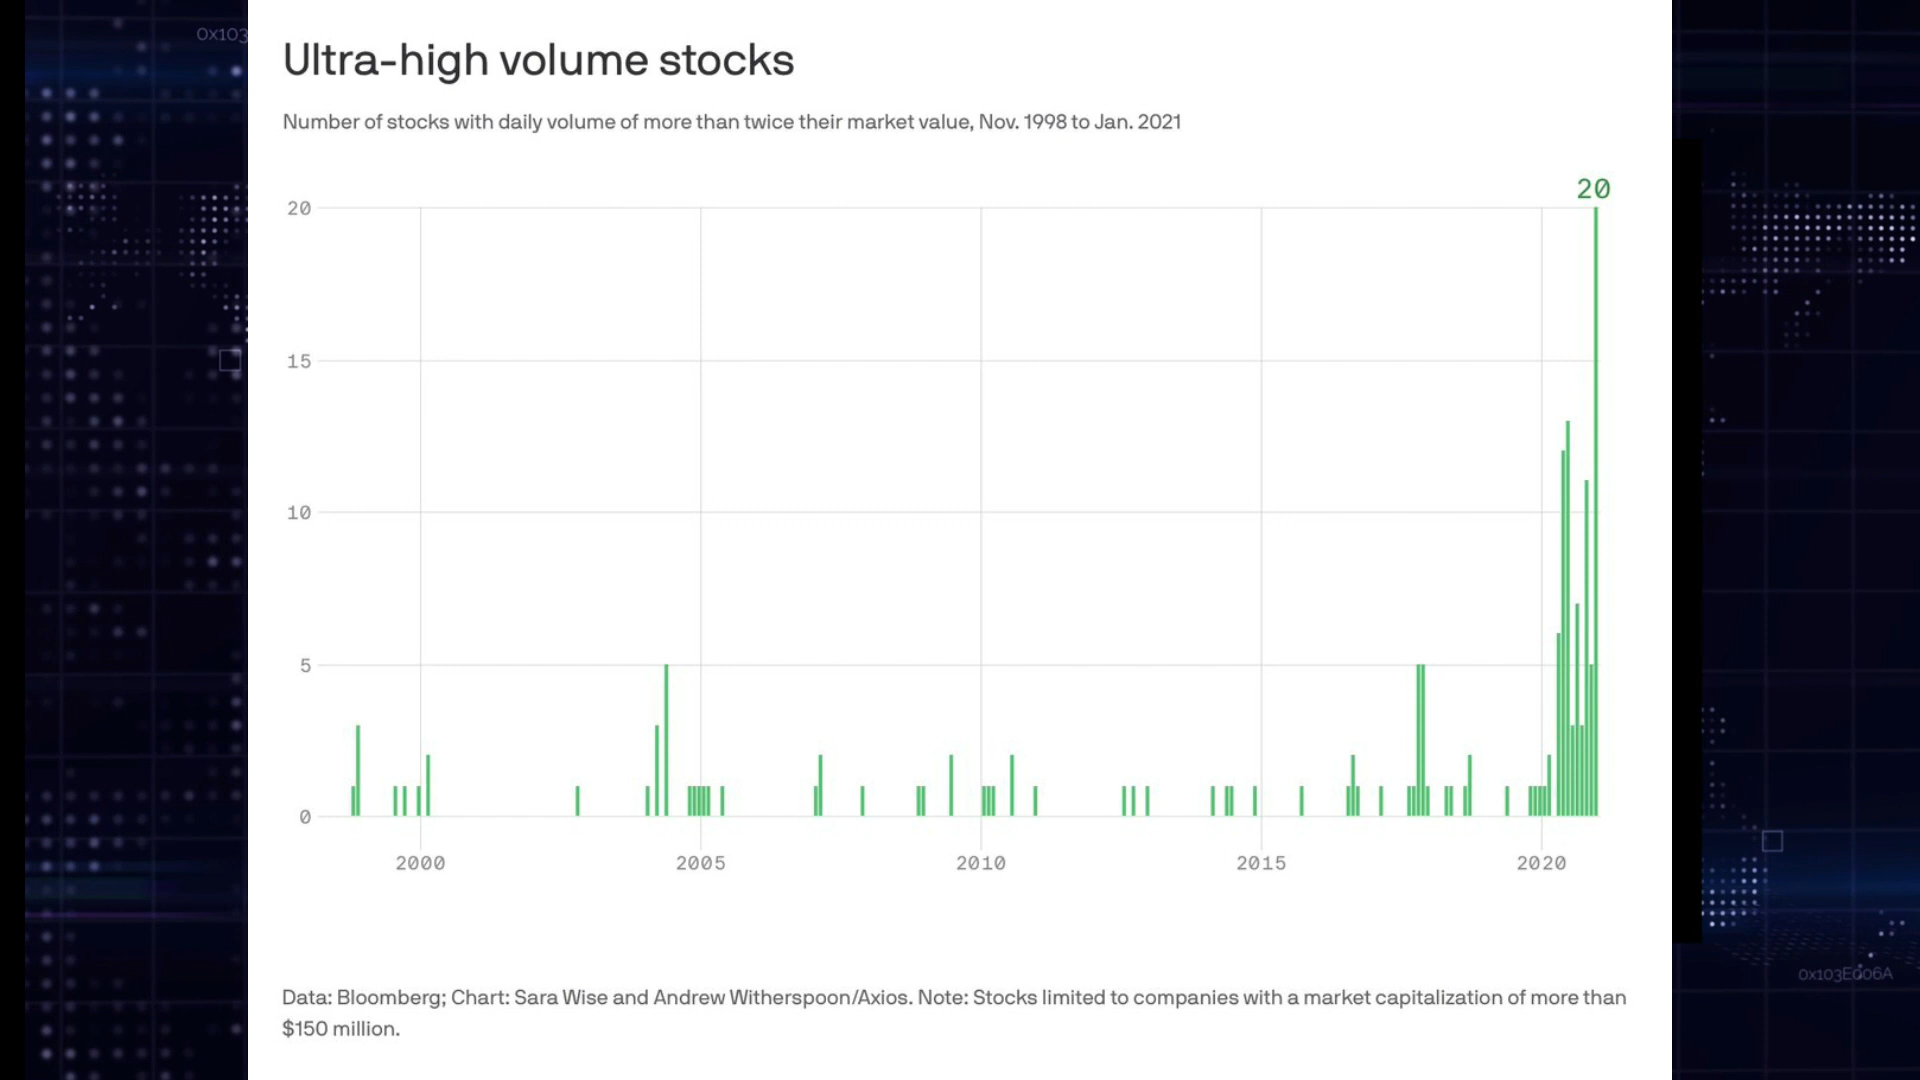 0x103
Ultra-high volume stocks
Number of stocks with daily volume of more than twice their market value, Nov. 1998 to Jan. 2021
20
20
15
10
5
0
2000 2005 2010 2015 2020
0x103E006A
Data: Bloomberg; Chart: Sara Wise and Andrew Witherspoon/Axios. Note: Stocks limited to companies with a market capitalization of more than
$150 million.